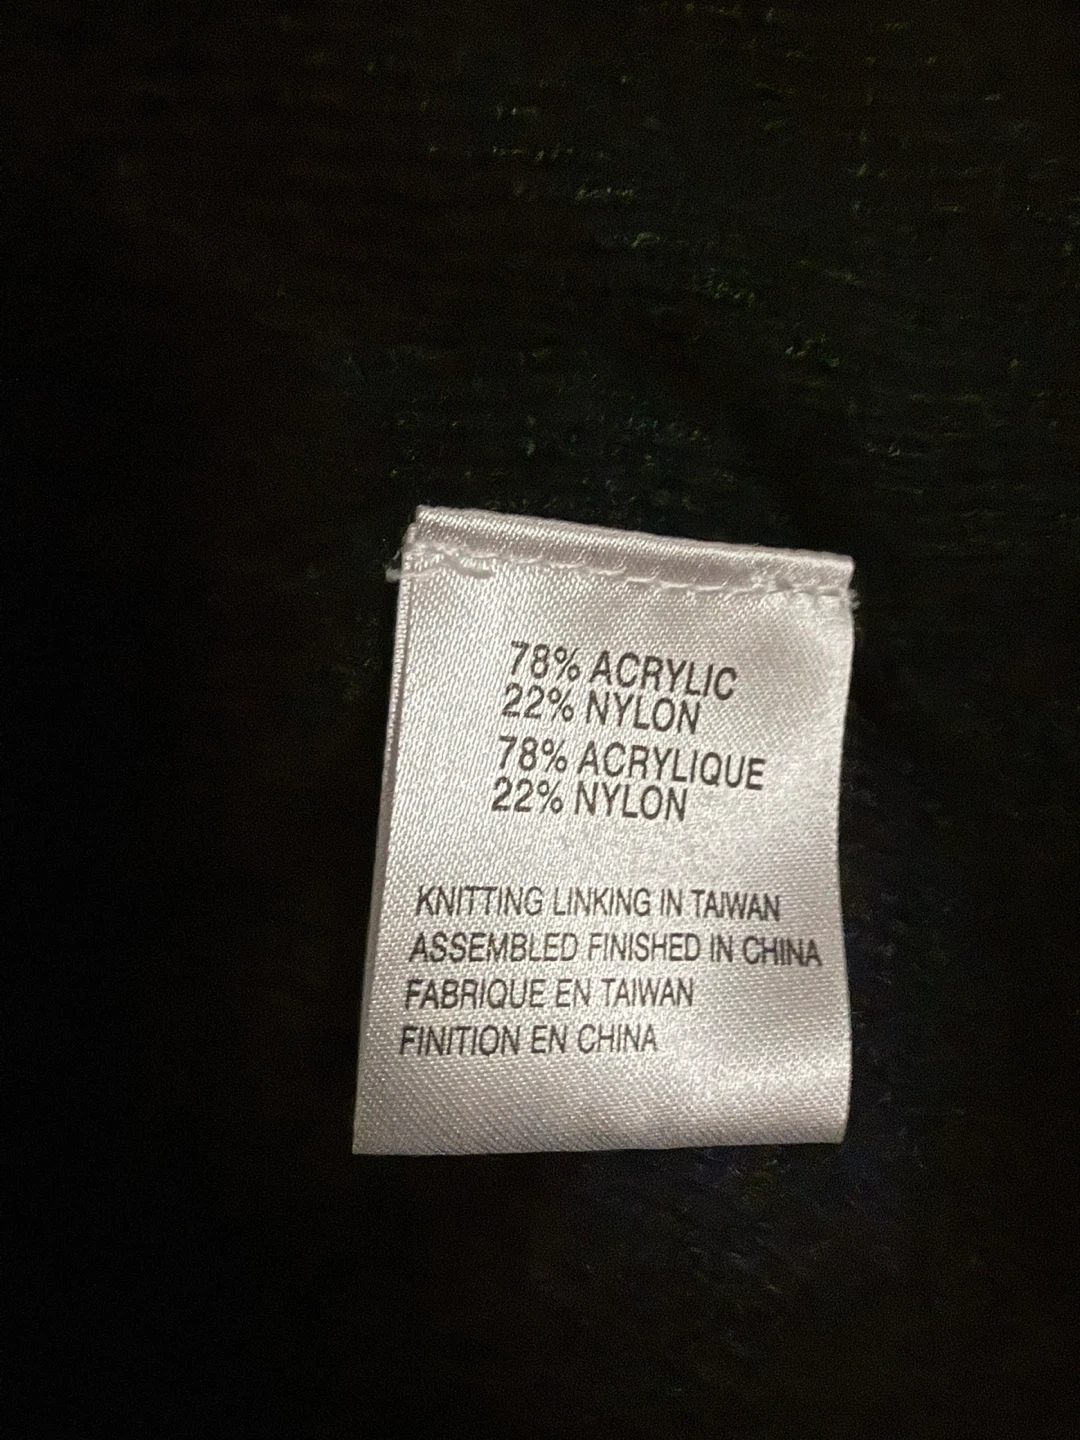 78% ACRYLIC
22% NYLON
78% ACRYLIQUE
22% NYLON
KNITTING LINKING IN TAIWAN
ASSEMBLED FINISHED IN CHINA
FABRIQUE EN TAIWAN
FINITION EN CHINA